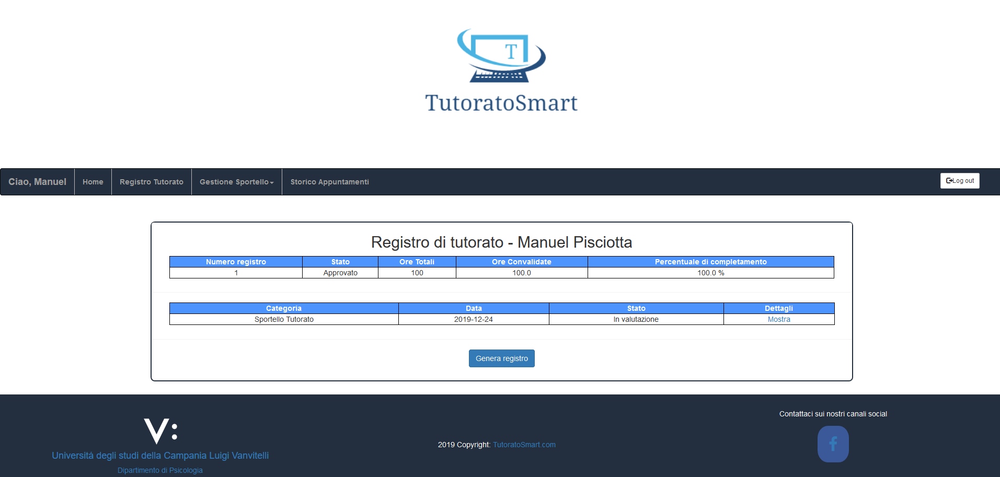 T
TutoratoSmart
Ciao, Manuel Home Registro Tutorato Gestione Sportello Storico Appuntamenti Log out
Registro di tutorato - Manuel Pisciotta
Numero registro Stato Ore Totali Ore Convalidate Percentuale di completamento
1 Approvato 100 100.0 100.0 %
Categoria Data Stato Dettagli
Sportello Tutorato 2019-12-24 In valutazione Mostra
Genera registro
Contattaci sui nostri canali social
V:
2019 Copyright: TutoratoSmart.com
f
Universitá degli studi della Campania Luigi Vanvitelli
Dipartimento di Psicologia